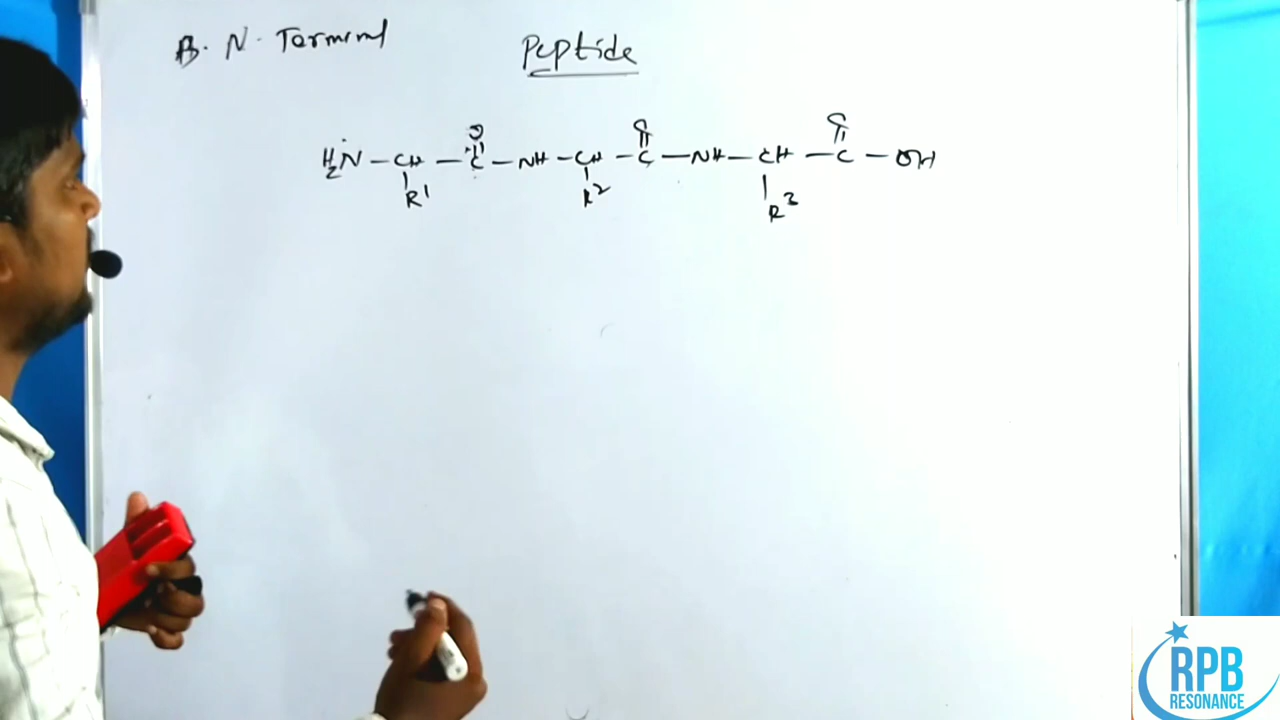 B. N. Terminal
Peptide
O O O
H2N - CH - C - NH - CH - C - NH - CH - C - OH
R1 R2 R3
RPB
RESONANCE